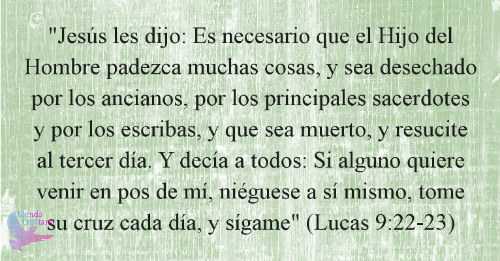 "Jesús les dijo: Es necesario que el Hijo del
Hombre padezca muchas cosas, y sea desechado
por los ancianos, por los principales sacerdotes
y por los escribas, y que sea muerto, y resucite
al tercer día. Y decía a todos: Si alguno quiere
venir en pos de mí, niéguese a sí mismo, tome
su cruz cada día, y sígame" (Lucas 9:22-23)
Mundo